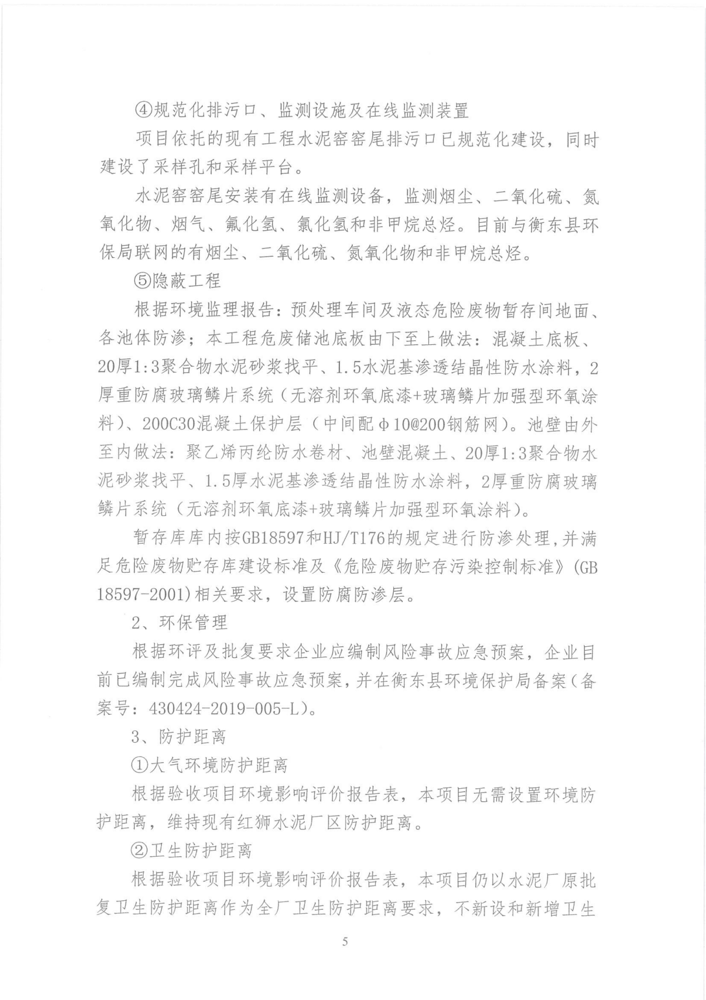 ④规范化排污口、监测设施及在线监测装置
项目依托的现有工程水泥窑窑尾排污口已规范化建设，同时
建设了采样孔和采样平台。
水泥窑窑尾安装有在线监测设备，监测烟尘、二氧化硫、氮
氧化物、烟气、氟化氢、氯化氢和非甲烷总烃。目前与衡东县环
保局联网的有烟尘、二氧化硫、氮氧化物和非甲烷总烃。
⑤隐蔽工程
根据环境监理报告：预处理车间及液态危险废物暂存间地面、
各池体防渗；本工程危废储池底板由下至上做法：混凝土底板、
20厚1:3聚合物水泥砂浆找平、1.5水泥基渗透结晶性防水涂料，2
厚重防腐玻璃鳞片系统（无溶剂环氧底漆+玻璃鳞片加强型环氧涂
料）、200C30混凝土保护层（中间配φ10@200钢筋网）。池壁由外
至内做法：聚乙烯丙纶防水卷材、池壁混凝土、20厚1:3聚合物水
泥砂浆找平、1.5厚水泥基渗透结晶性防水涂料，2厚重防腐玻璃
鳞片系统（无溶剂环氧底漆+玻璃鳞片加强型环氧涂料）。
暂存库库内按GB18597和HJ/T176的规定进行防渗处理,并满
足危险废物贮存库建设标准及《危险废物贮存污染控制标准》(GB
18597-2001)相关要求，设置防腐防渗层。
2、环保管理
根据环评及批复要求企业应编制风险事故应急预案，企业目
前已编制完成风险事故应急预案，并在衡东县环境保护局备案（备
案号：430424-2019-005-L）。
3、防护距离
①大气环境防护距离
根据验收项目环境影响评价报告表，本项目无需设置环境防
护距离，维持现有红狮水泥厂区防护距离。
②卫生防护距离
根据验收项目环境影响评价报告表，本项目仍以水泥厂原批
复卫生防护距离作为全厂卫生防护距离要求，不新设和新增卫生
5